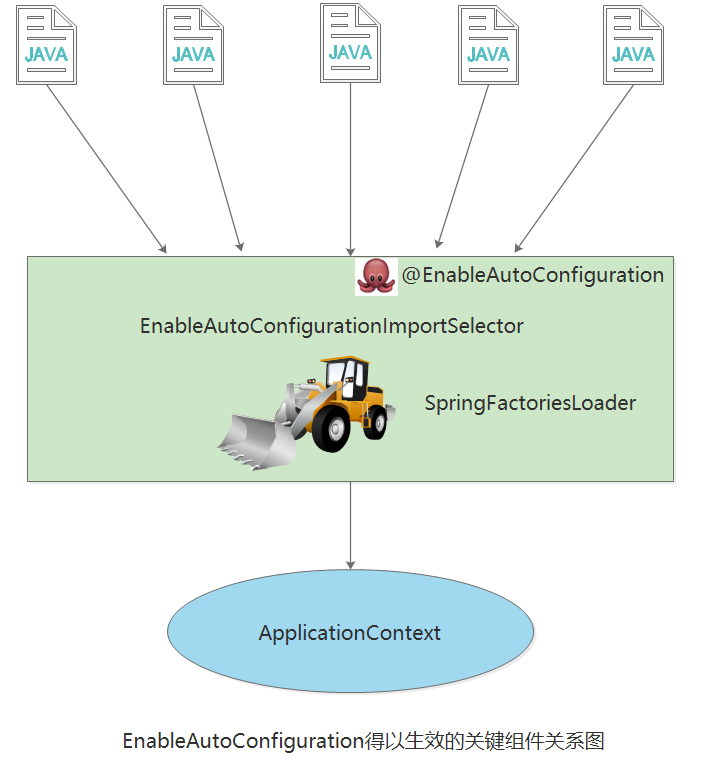 JAVA
JAVA
JAVA
JAVA
JAVA
@EnableAutoConfiguration
EnableAutoConfigurationImportSelector
SpringFactoriesLoader
ApplicationContext
EnableAutoConfiguration得以生效的关键组件关系图